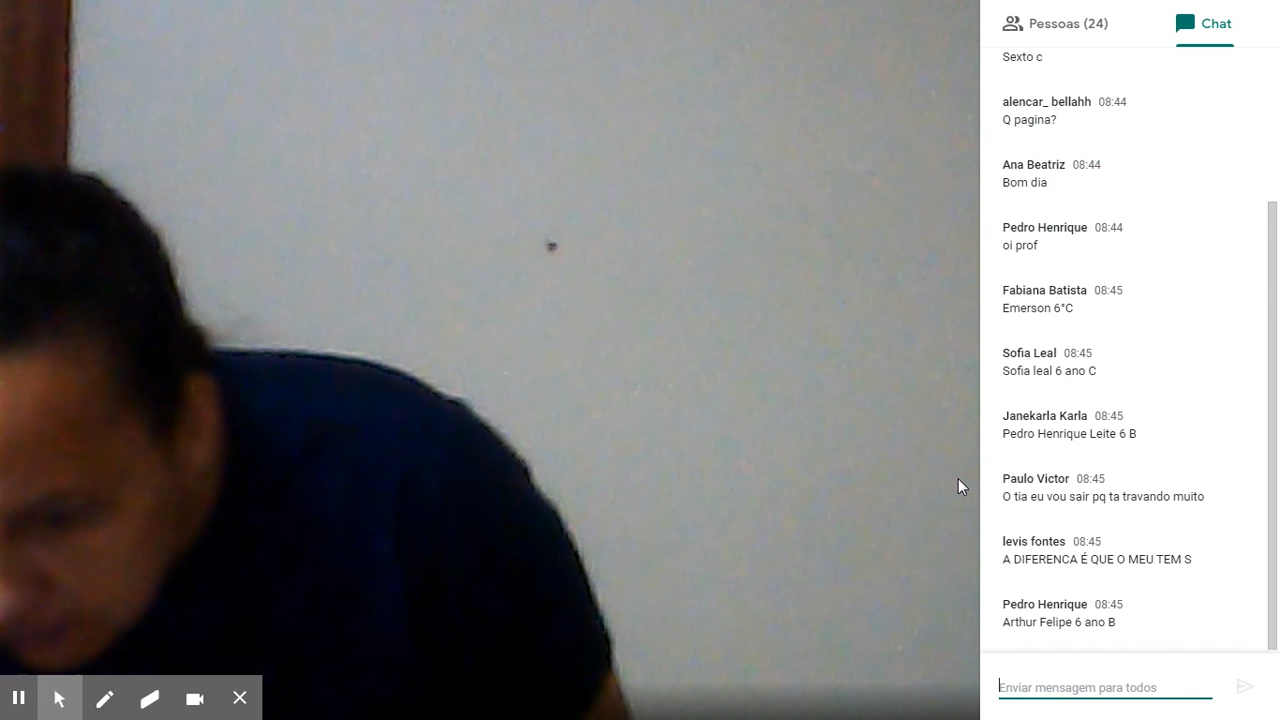 Pessoas (24)
Chat
Sexto c
alencar_ bellahh 08:44
Q pagina?
Ana Beatriz 08:44
Bom dia
Pedro Henrique 08:44
oi prof
Fabiana Batista 08:45
Emerson 6°C
Sofia Leal 08:45
Sofia leal 6 ano C
Janekarla Karla 08:45
Pedro Henrique Leite 6 B
Paulo Victor 08:45
O tia eu vou sair pq ta travando muito
levis fontes 08:45
A DIFERENCA É QUE O MEU TEM S
Pedro Henrique 08:45
Arthur Felipe 6 ano B
Enviar mensagem para todos